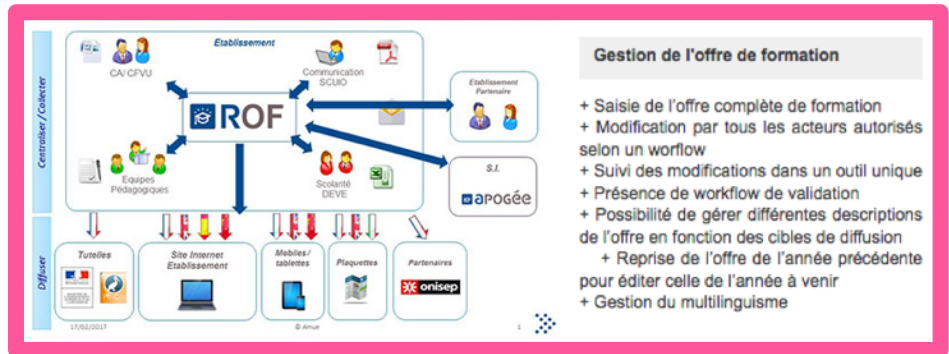 Etablissement
CA/ CFVU
Communication
SCUIO
Centraliser / Collecter
ROF
Etablissement
Partenaire
Equipes
Pédagogiques
Scolarité
DEVE
S.I.
aPOGÉE
Diffuser
Tutelles
Site Internet
Etablissement
Mobiles /
tablettes
Plaquettes
Partenaires
onisep
17/02/2017
© Amue
1
Gestion de l'offre de formation
+ Saisie de l'offre complète de formation
+ Modification par tous les acteurs autorisés
selon un worflow
+ Suivi des modifications dans un outil unique
+ Présence de workflow de validation
+ Possibilité de gérer différentes descriptions
de l'offre en fonction des cibles de diffusion
+ Reprise de l'offre de l'année précédente
pour éditer celle de l'année à venir
+ Gestion du multilinguisme